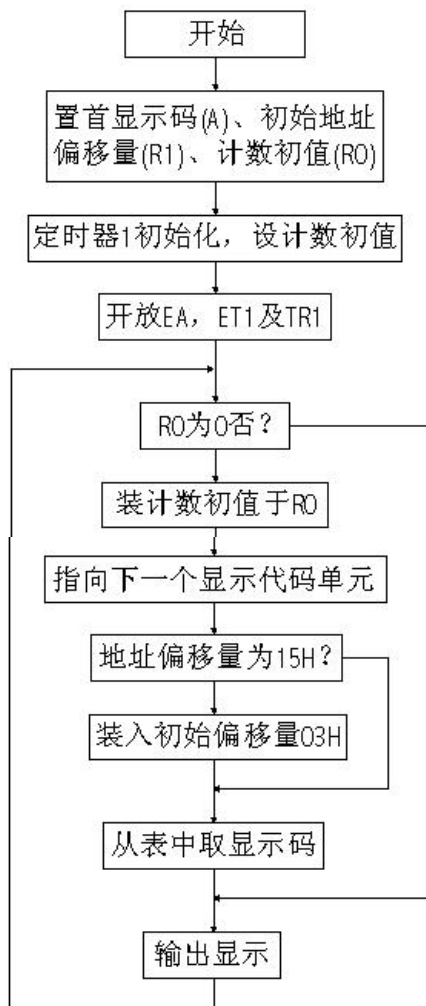 开始
置首显示码(A)、初始地址
偏移量(R1)、计数初值(R0)
定时器1初始化，设计数初值
开放EA，ET1及TR1
R0为0否？
装计数初值于R0
指向下一个显示代码单元
地址偏移量为15H？
装入初始偏移量03H
从表中取显示码
输出显示